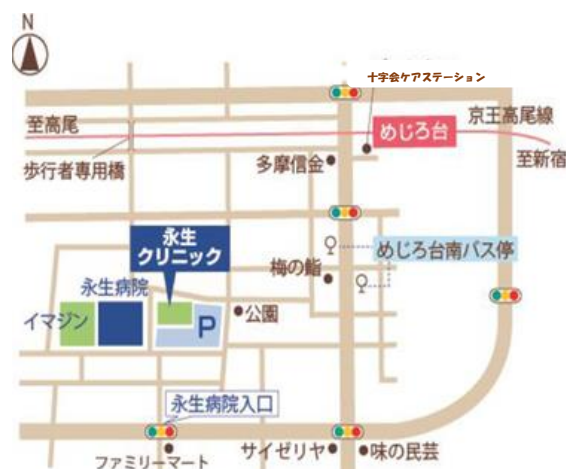 N
十字会ケアステーション
京王高尾線
至高尾
めじろ台
至新宿
歩行者専用橋
多摩信金
永生
クリニック
めじろ台南バス停
梅の鮨
永生病院
イマジン
P
公園
永生病院入口
ファミリーマート
サイゼリヤ
味の民芸